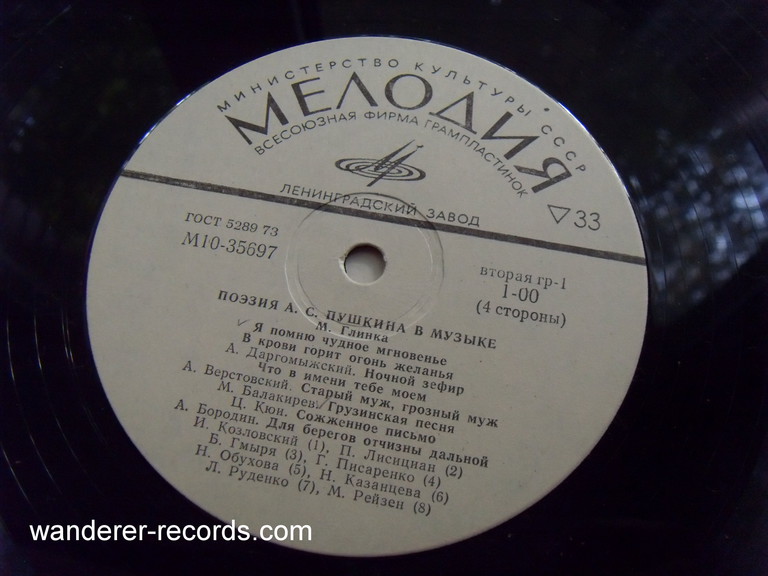 МИНИСТЕРСТВО КУЛЬТУРЫ СССР
МЕЛОДИЯ
ВСЕСОЮЗНАЯ ФИРМА ГРАМПЛАСТИНОК
ЛЕНИНГРАДСКИЙ ЗАВОД
33
ГОСТ 5289 73
М10-35697
вторая гр-1
1-00
(4 стороны)
ПОЭЗИЯ А. С. ПУШКИНА В МУЗЫКЕ
М. Глинка
Я помню чудное мгновенье
В крови горит огонь желанья
А. Даргомыжский. Ночной зефир
Что в имени тебе моем
А. Верстовский. Старый муж, грозный муж
М. Балакирев. Грузинская песня
Ц. Кюи. Сожженное письмо
А. Бородин. Для берегов отчизны дальной
И. Козловский (1), П. Лисициан (2)
Б. Гмыря (3), Г. Писаренко (4)
Н. Обухова (5), Н. Казанцева (6)
Л. Руденко (7), М. Рейзен (8)
wanderer-records.com